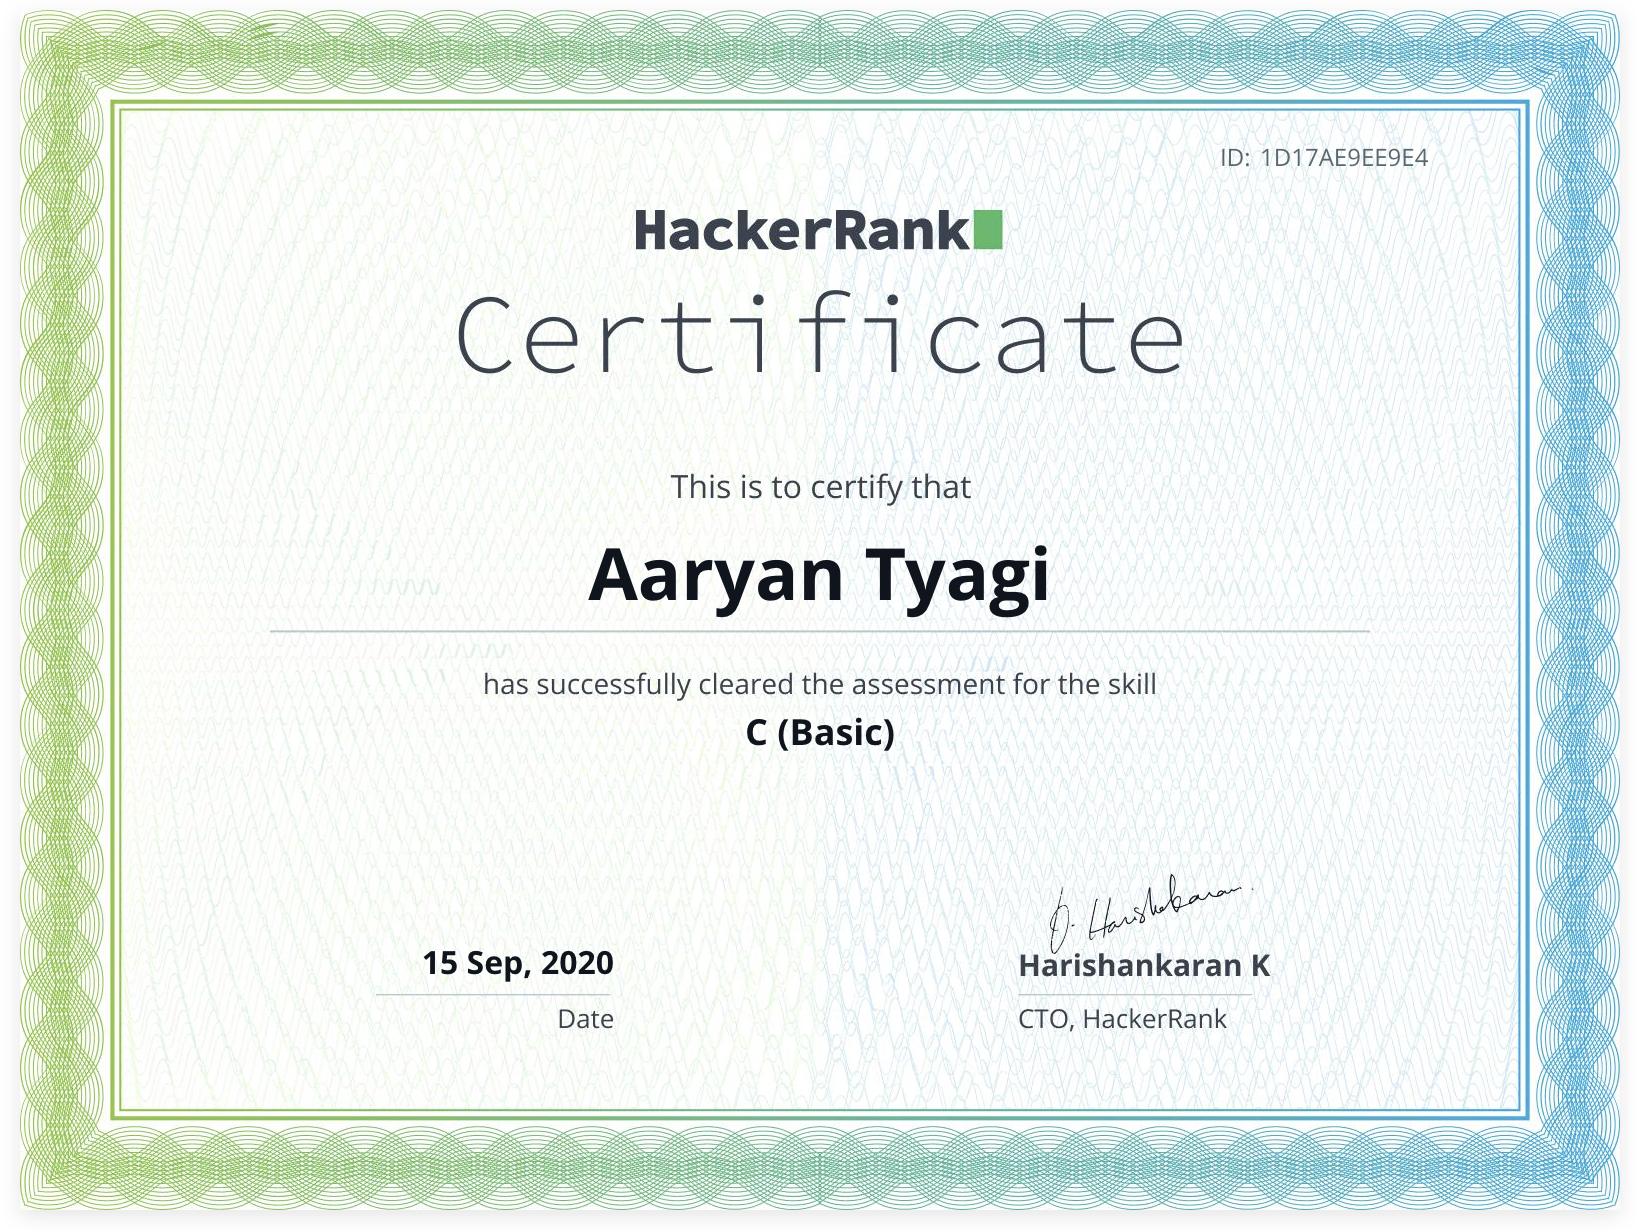 ID: 1D17AE9EE9E4
HackerRank
Certificate
This is to certify that
Aaryan Tyagi
has successfully cleared the assessment for the skill
C (Basic)
15 Sep, 2020
Date
D. Harishankaran
Harishankaran K
CTO, HackerRank